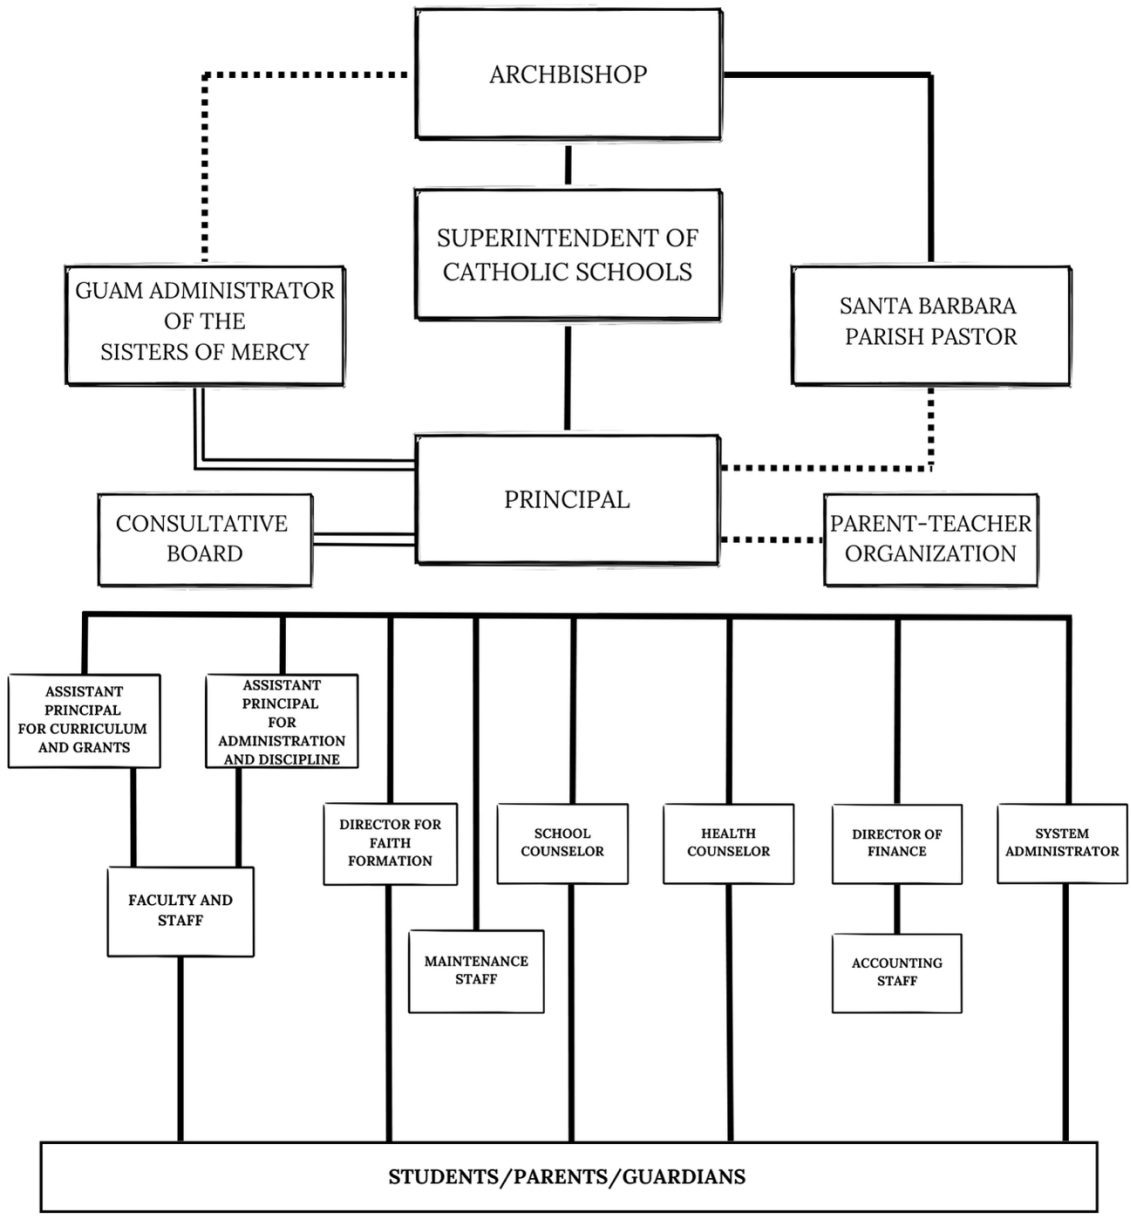 ARCHBISHOP
SUPERINTENDENT OF
CATHOLIC SCHOOLS
GUAM ADMINISTRATOR
OF THE
SISTERS OF MERCY
SANTA BARBARA
PARISH PASTOR
PRINCIPAL
CONSULTATIVE
BOARD
PARENT-TEACHER
ORGANIZATION
ASSISTANT
PRINCIPAL
FOR CURRICULUM
AND GRANTS
ASSISTANT
PRINCIPAL
FOR
ADMINISTRATION
AND DISCIPLINE
DIRECTOR FOR
FAITH
FORMATION
SCHOOL
COUNSELOR
HEALTH
COUNSELOR
DIRECTOR OF
FINANCE
SYSTEM
ADMINISTRATOR
FACULTY AND
STAFF
MAINTENANCE
STAFF
ACCOUNTING
STAFF
STUDENTS/PARENTS/GUARDIANS